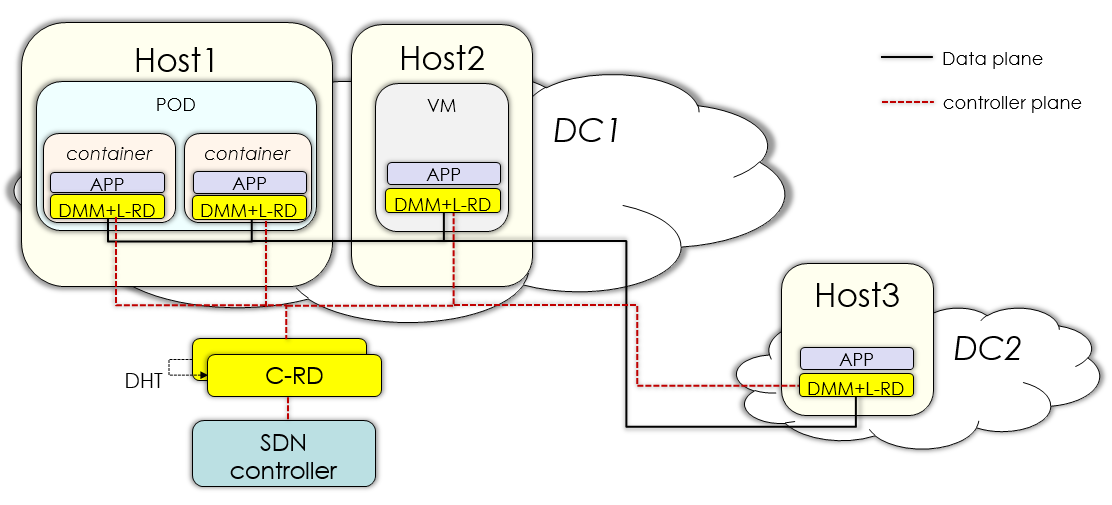 Host1
Host2
Data plane
controller plane
POD
VM
DC1
container
container
APP
APP
APP
DMM+L-RD
DMM+L-RD
DMM+L-RD
Host3
DC2
APP
DMM+L-RD
C-RD
DHT
SDN
controller